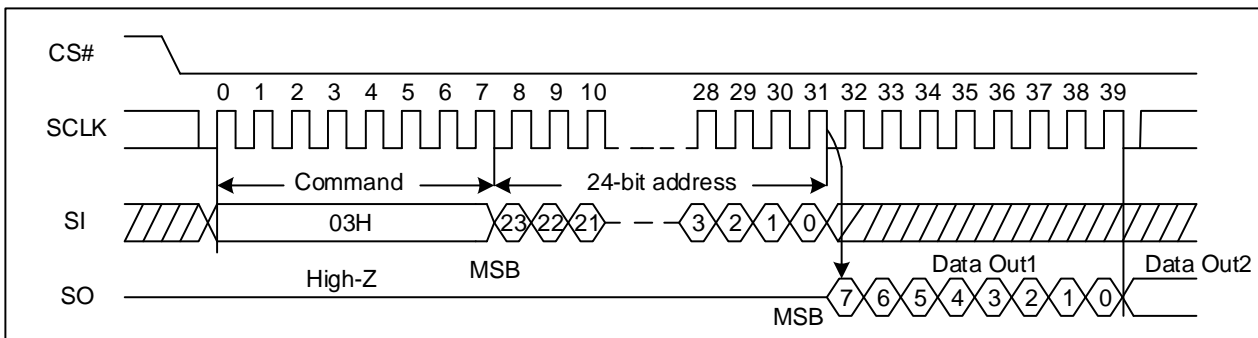 CS#
0 1 2 3 4 5 6 7 8 9 10 28 29 30 31 32 33 34 35 36 37 38 39
SCLK
Command 24-bit address
SI 03H 23 22 21 3 2 1 0
High-Z MSB Data Out1 Data Out2
SO 7 6 5 4 3 2 1 0
MSB